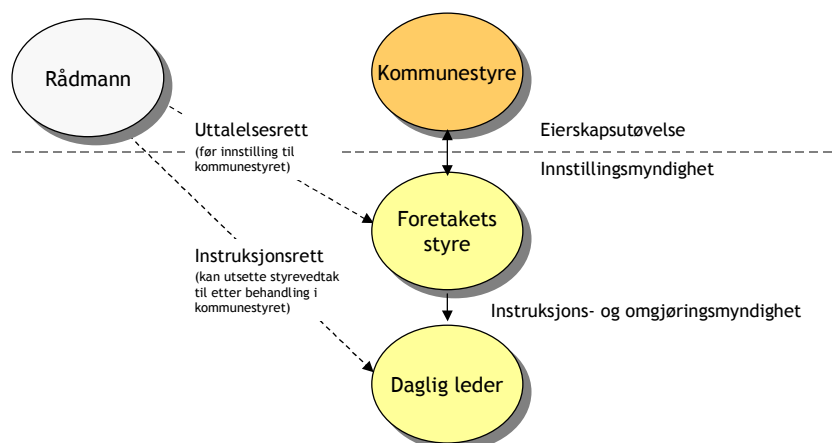 Rådmann
Kommunestyre
Uttalelsesrett
(før innstilling til
kommunestyret)
Eierskapsutøvelse
Innstillingsmyndighet
Foretakets
styre
Instruksjonsrett
(kan utsette styrevedtak
til etter behandling i
kommunestyret)
Instruksjons- og omgjøringsmyndighet
Daglig leder